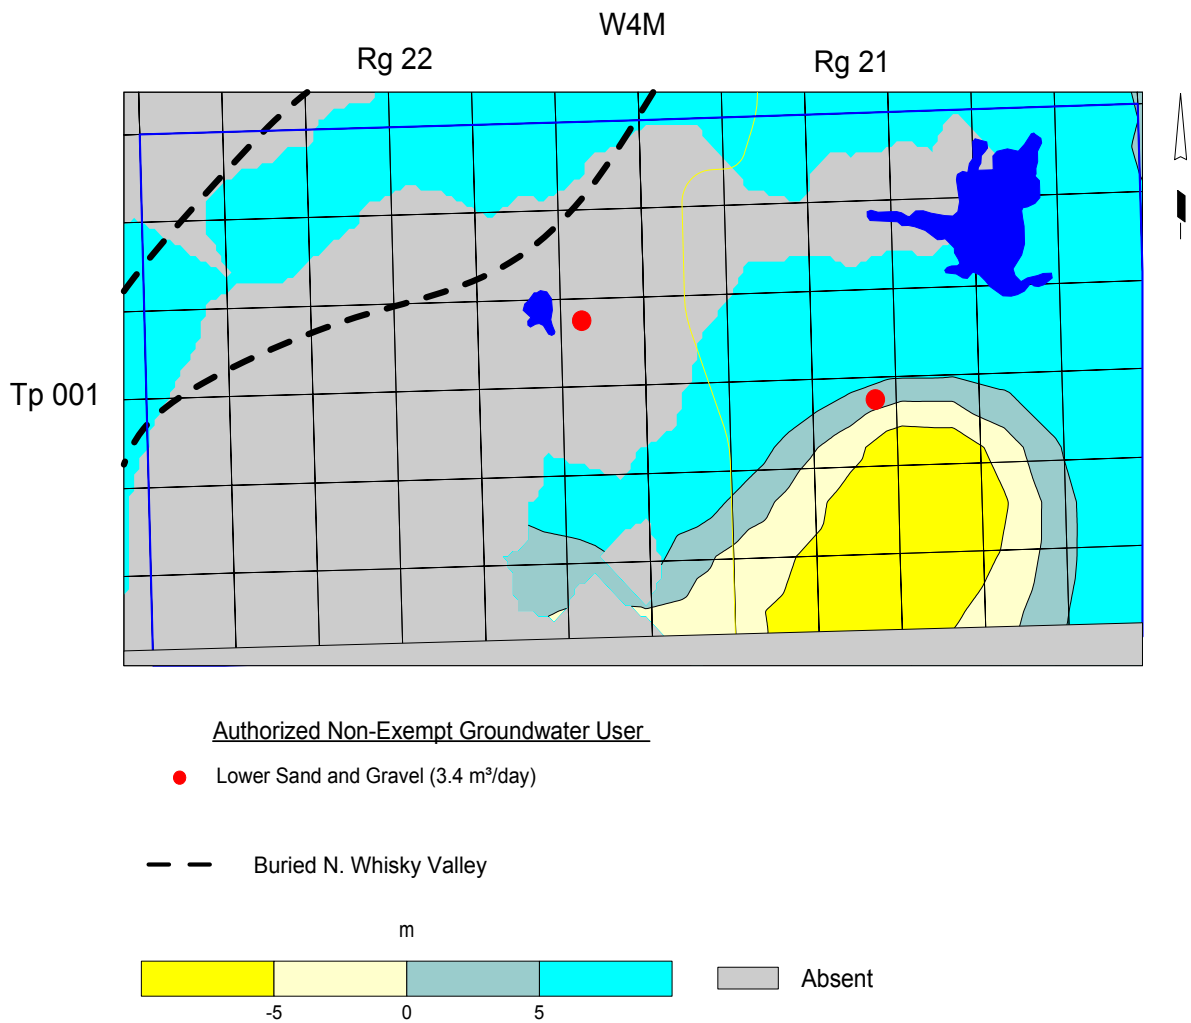 W4M
Rg 22
Rg 21
Tp 001
Authorized Non-Exempt Groundwater User
Lower Sand and Gravel (3.4 m³/day)
Buried N. Whisky Valley
m
-5 0 5
Absent